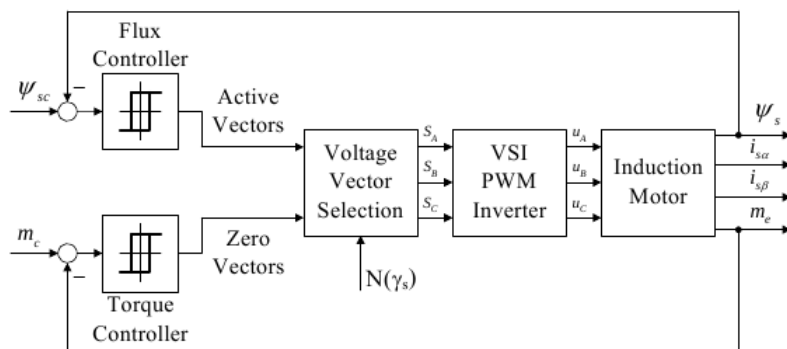 Flux
Controller
ψsc
−
Active
Vectors
Voltage
Vector
Selection
SA
SB
SC
VSI
PWM
Inverter
uA
uB
uC
Induction
Motor
ψs
isα
isβ
me
mc
−
Zero
Vectors
N(γs)
Torque
Controller